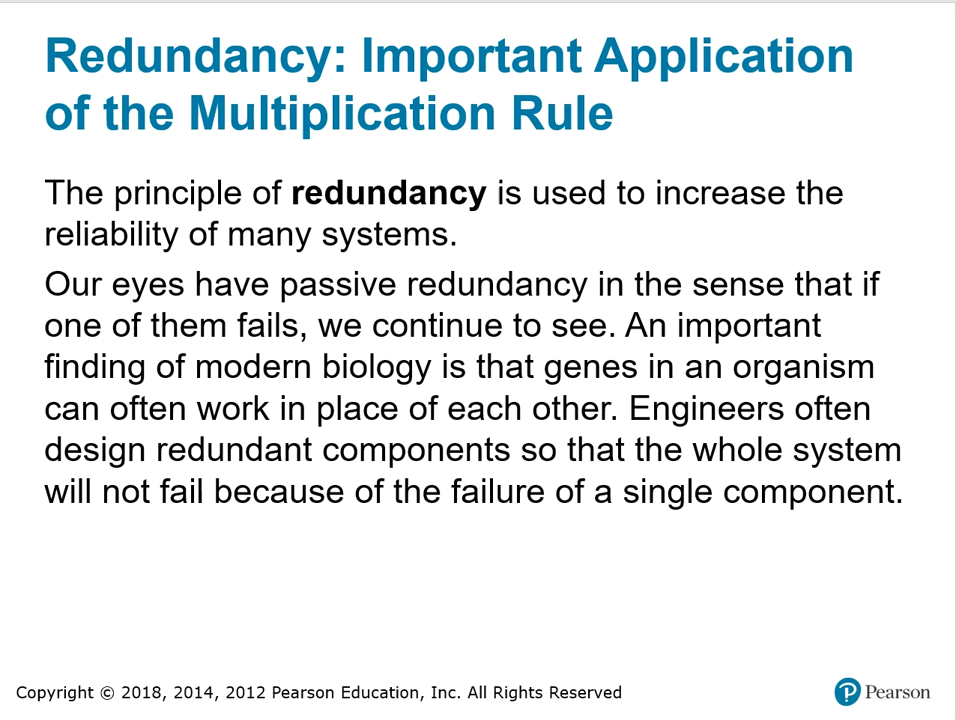 Redundancy: Important Application
of the Multiplication Rule
The principle of redundancy is used to increase the
reliability of many systems.
Our eyes have passive redundancy in the sense that if
one of them fails, we continue to see. An important
finding of modern biology is that genes in an organism
can often work in place of each other. Engineers often
design redundant components so that the whole system
will not fail because of the failure of a single component.
Copyright © 2018, 2014, 2012 Pearson Education, Inc. All Rights Reserved
P Pearson